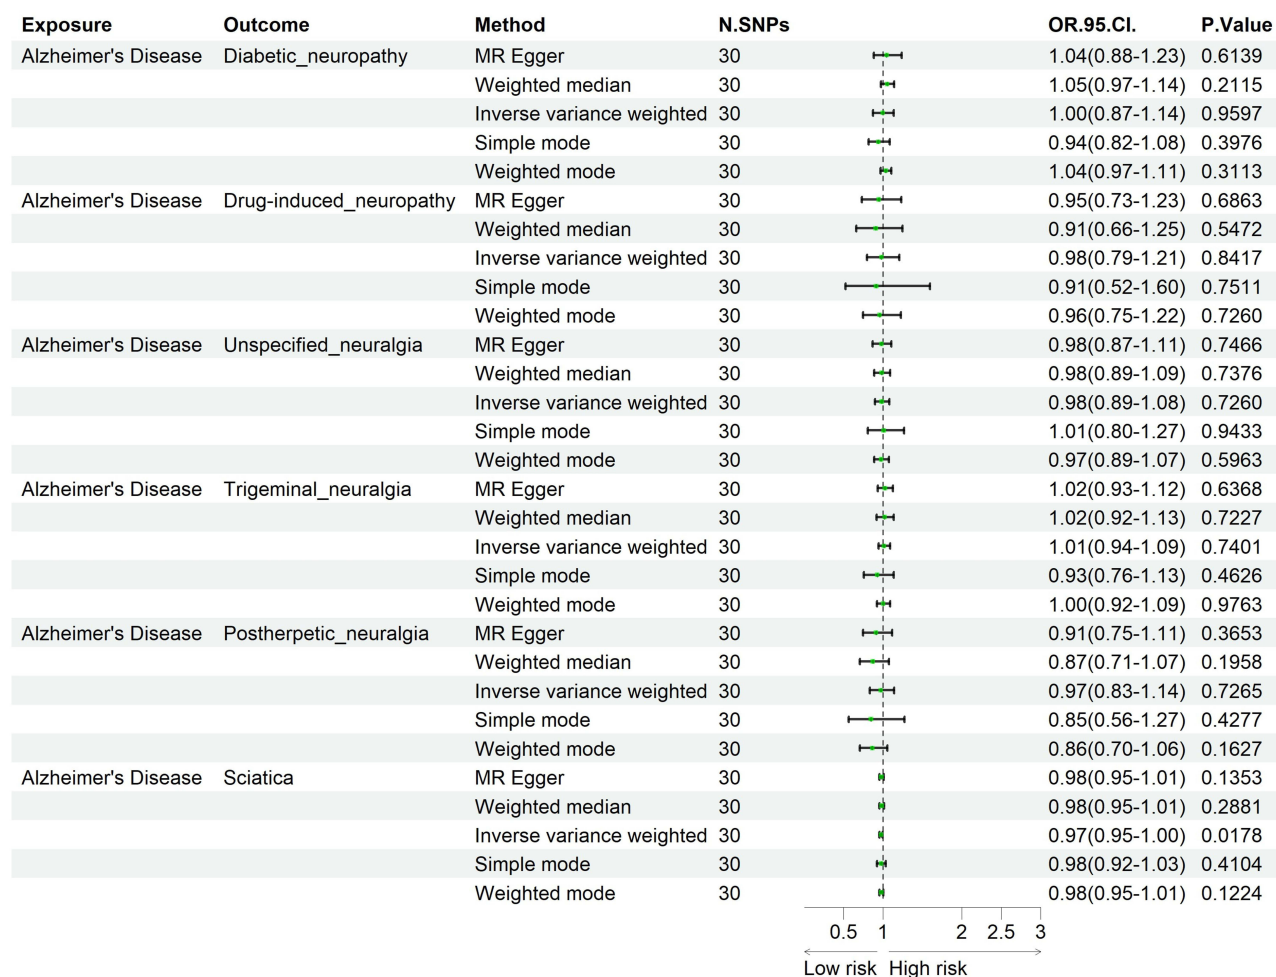 Exposure Outcome Method N.SNPs OR.95.CI. P.Value
Alzheimer's Disease Diabetic_neuropathy MR Egger 30 1.04(0.88-1.23) 0.6139
Weighted median 30 1.05(0.97-1.14) 0.2115
Inverse variance weighted 30 1.00(0.87-1.14) 0.9597
Simple mode 30 0.94(0.82-1.08) 0.3976
Weighted mode 30 1.04(0.97-1.11) 0.3113
Alzheimer's Disease Drug-induced_neuropathy MR Egger 30 0.95(0.73-1.23) 0.6863
Weighted median 30 0.91(0.66-1.25) 0.5472
Inverse variance weighted 30 0.98(0.79-1.21) 0.8417
Simple mode 30 0.91(0.52-1.60) 0.7511
Weighted mode 30 0.96(0.75-1.22) 0.7260
Alzheimer's Disease Unspecified_neuralgia MR Egger 30 0.98(0.87-1.11) 0.7466
Weighted median 30 0.98(0.89-1.09) 0.7376
Inverse variance weighted 30 0.98(0.89-1.08) 0.7260
Simple mode 30 1.01(0.80-1.27) 0.9433
Weighted mode 30 0.97(0.89-1.07) 0.5963
Alzheimer's Disease Trigeminal_neuralgia MR Egger 30 1.02(0.93-1.12) 0.6368
Weighted median 30 1.02(0.92-1.13) 0.7227
Inverse variance weighted 30 1.01(0.94-1.09) 0.7401
Simple mode 30 0.93(0.76-1.13) 0.4626
Weighted mode 30 1.00(0.92-1.09) 0.9763
Alzheimer's Disease Postherpetic_neuralgia MR Egger 30 0.91(0.75-1.11) 0.3653
Weighted median 30 0.87(0.71-1.07) 0.1958
Inverse variance weighted 30 0.97(0.83-1.14) 0.7265
Simple mode 30 0.85(0.56-1.27) 0.4277
Weighted mode 30 0.86(0.70-1.06) 0.1627
Alzheimer's Disease Sciatica MR Egger 30 0.98(0.95-1.01) 0.1353
Weighted median 30 0.98(0.95-1.01) 0.2881
Inverse variance weighted 30 0.97(0.95-1.00) 0.0178
Simple mode 30 0.98(0.92-1.03) 0.4104
Weighted mode 30 0.98(0.95-1.01) 0.1224
0.5 1 2 2.5 3
Low risk High risk